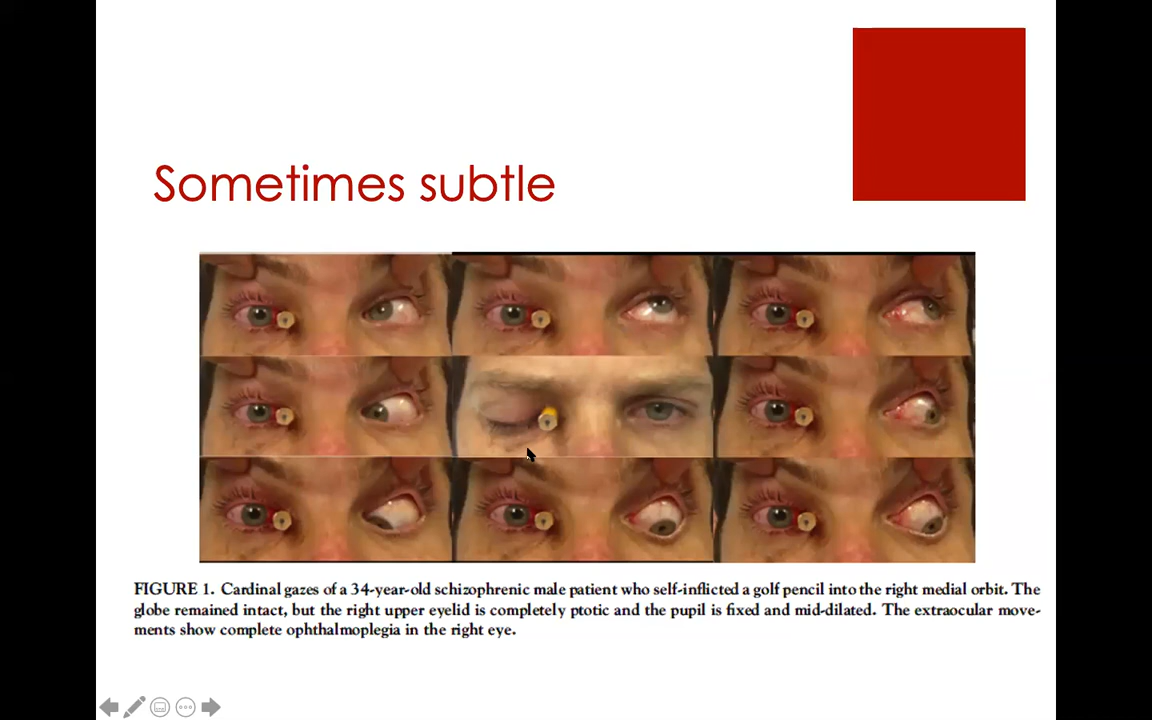 Sometimes subtle
FIGURE 1. Cardinal gazes of a 34-year-old schizophrenic male patient who self-inflicted a golf pencil into the right medial orbit. The
globe remained intact, but the right upper eyelid is completely ptotic and the pupil is fixed and mid-dilated. The extraocular move-
ments show complete ophthalmoplegia in the right eye.